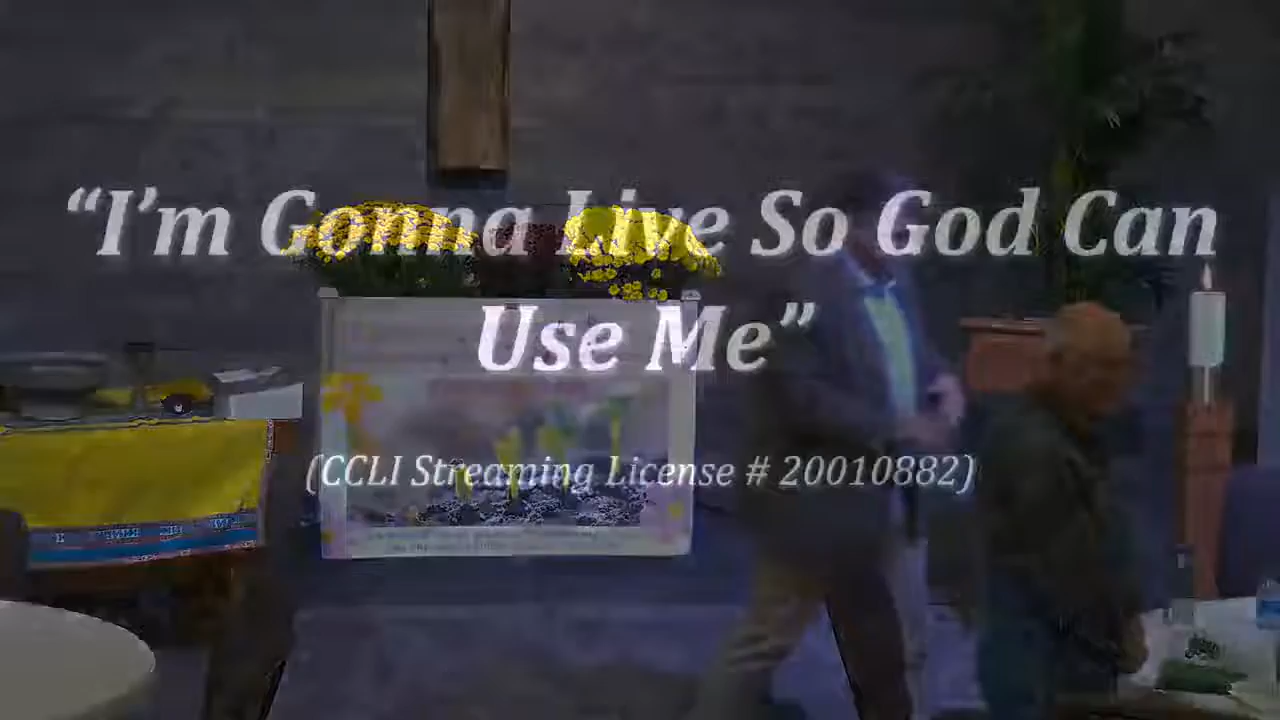 “I’m Gonna Live So God Can
Use Me”
(CCLI Streaming License # 20010882)